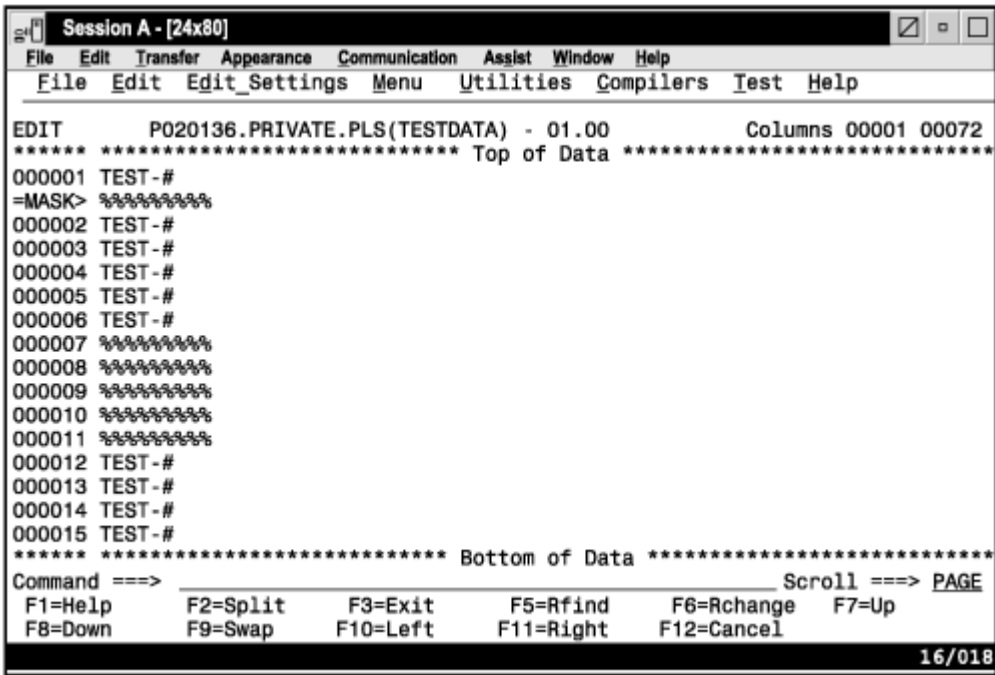 Session A - [24x80]
File Edit Transfer Appearance Communication Assist Window Help
File Edit Edit_Settings Menu Utilities Compilers Test Help
EDIT PO20136.PRIVATE.PLS(TESTDATA) - 01.00 Columns 00001 00072
****** ***************************** Top of Data ******************************
000001 TEST-#
=MASK> %%%%%%%%%
000002 TEST-#
000003 TEST-#
000004 TEST-#
000005 TEST-#
000006 TEST-#
000007 %%%%%%%%%
000008 %%%%%%%%%
000009 %%%%%%%%%
000010 %%%%%%%%%
000011 %%%%%%%%%
000012 TEST-#
000013 TEST-#
000014 TEST-#
000015 TEST-#
****** **************************** Bottom of Data ****************************
Command ===> Scroll ===> PAGE
F1=Help F2=Split F3=Exit F5=Rfind F6=Rchange F7=Up
F8=Down F9=Swap F10=Left F11=Right F12=Cancel
16/018